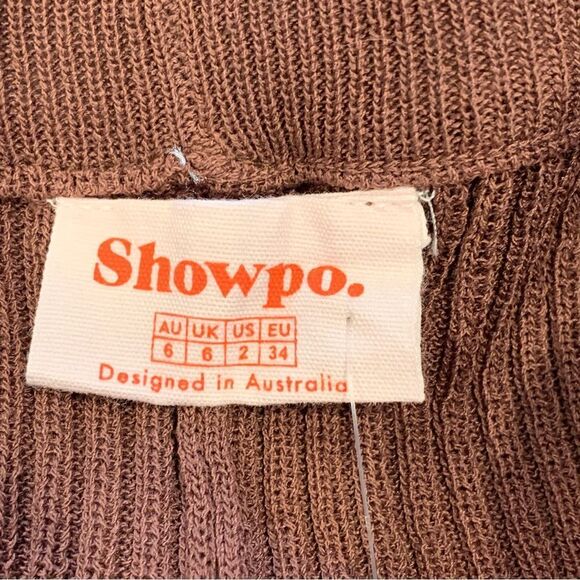 Showpo.
AU UK US EU
6 6 2 34
Designed in Australia